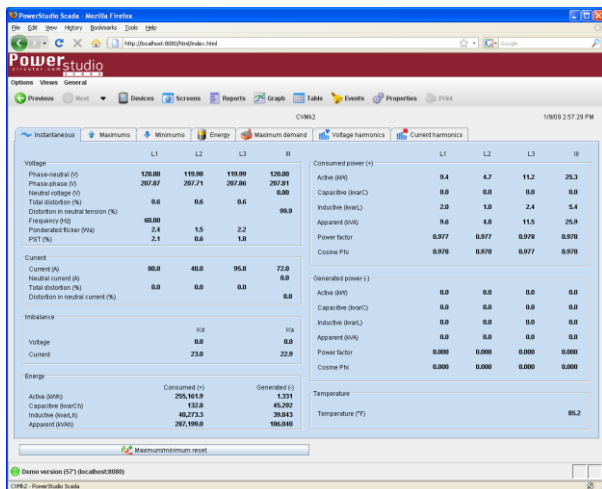 PowerStudio Scada - Mozilla Firefox
File Edit View History Bookmarks Tools Help
http://localhost:8080/html/index.html
Google
Powerstudio
circutor.com SCADA
Options Views General
Previous Next Devices Screens Reports Graph Table Events Properties Print
CVMk2 1/9/09 2:57:29 PM
Instantaneous Maximums Minimums Energy Maximum demand Voltage harmonics Current harmonics
Voltage
L1 L2 L3 III
Phase-neutral (V) 120.00 119.98 119.99 120.00
Phase-phase (V) 207.87 207.71 207.86 207.81
Neutral voltage (V) 0.00
Total distortion (%) 0.6 0.6 0.6
Distortion in neutral tension (%) 99.9
Frequency (Hz) 60.00
Ponderated flicker (Wa) 2.4 1.5 2.2
PST (%) 2.1 0.6 1.8
Current
Current (A) 80.0 40.0 95.0 72.0
Neutral current (A) 0.0
Total distortion (%) 0.0 0.0 0.0
Distortion in neutral current (%) 0.0
Imbalance
Kd Ka
Voltage 0.0 0.0
Current 23.0 22.9
Energy
Consumed (+) Generated (-)
Active (kWh) 255,161.9 1.331
Capacitive (kvarCh) 132.8 45.292
Inductive (kvarLh) 48,273.3 39.843
Apparent (kVAh) 287,199.0 106.040
Maximum/minimum reset
Consumed power (+)
L1 L2 L3 III
Active (kW) 9.4 4.7 11.2 25.3
Capacitive (kvarC) 0.0 0.0 0.0 0.0
Inductive (kvarL) 2.0 1.0 2.4 5.4
Apparent (kVA) 9.6 4.8 11.5 25.9
Power factor 0.977 0.977 0.978 0.978
Cosine Phi 0.978 0.978 0.977 0.978
Generated power (-)
Active (kW) 0.0 0.0 0.0 0.0
Capacitive (kvarC) 0.0 0.0 0.0 0.0
Inductive (kvarL) 0.0 0.0 0.0 0.0
Apparent (kVA) 0.0 0.0 0.0 0.0
Power factor 0.000 0.000 0.000 0.000
Cosine Phi 0.000 0.000 0.000 0.000
Temperature
Temperature (ºF) 85.2
Demo version (57') (localhost:8080)
CVMk2 - PowerStudio Scada